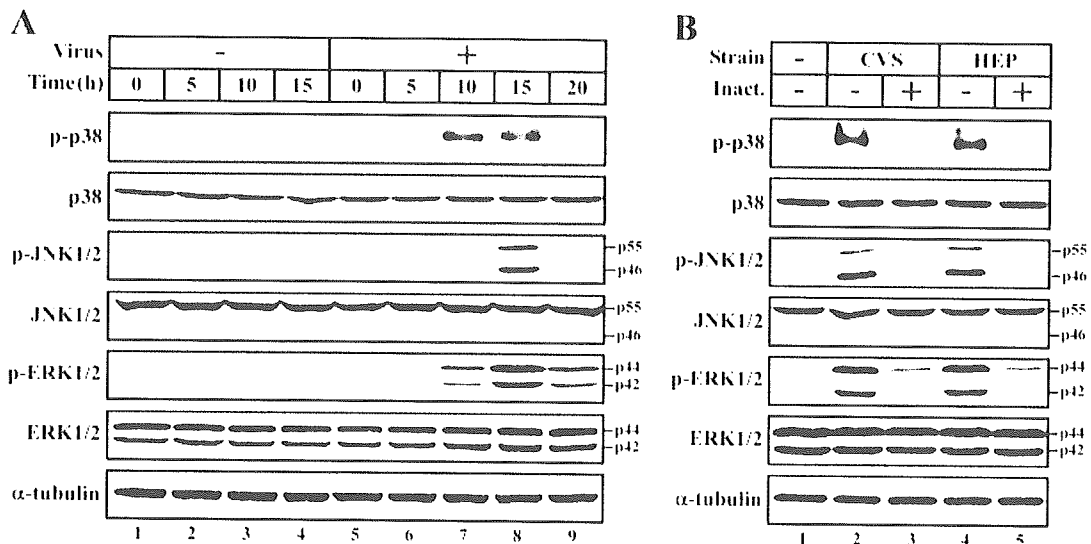 A
Virus - +
Time(h) 0 5 10 15 0 5 10 15 20
p-p38
p38
p-JNK1/2 p55
p46
JNK1/2 p55
p46
p-ERK1/2 p44
p42
ERK1/2 p44
p42
α-tubulin
1 2 3 4 5 6 7 8 9
B
Strain - CVS HEP
Inact. - - + - +
p-p38
p38
p-JNK1/2 p55
p46
JNK1/2 p55
p46
p-ERK1/2 p44
p42
ERK1/2 p44
p42
α-tubulin
1 2 3 4 5